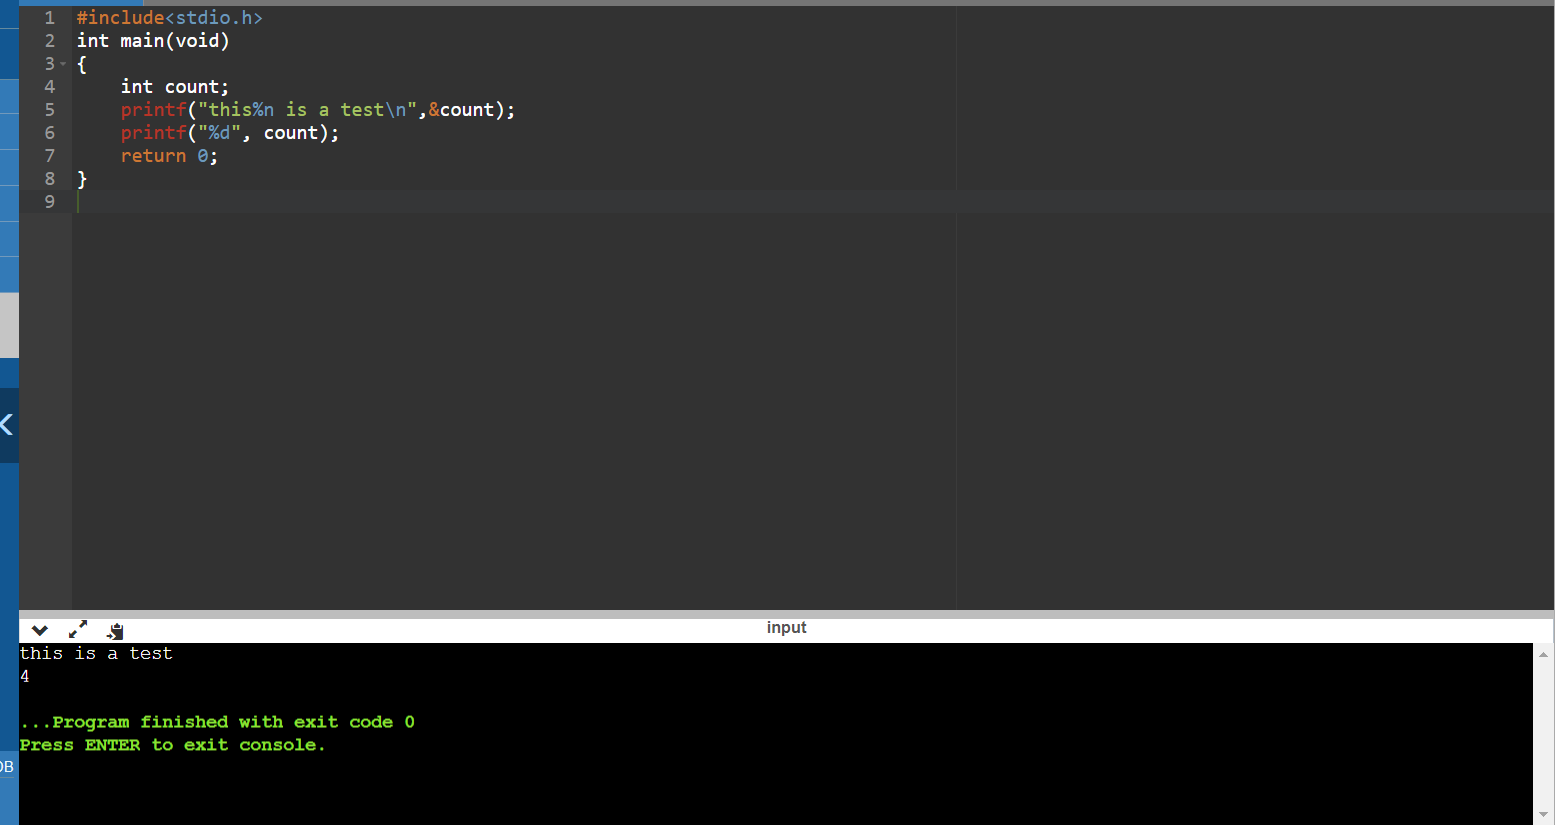 1 #include<stdio.h>
2 int main(void)
3 {
4     int count;
5     printf("this%n is a test\n",&count);
6     printf("%d", count);
7     return 0;
8 }
9
input
this is a test
4
...Program finished with exit code 0
Press ENTER to exit console.
DB